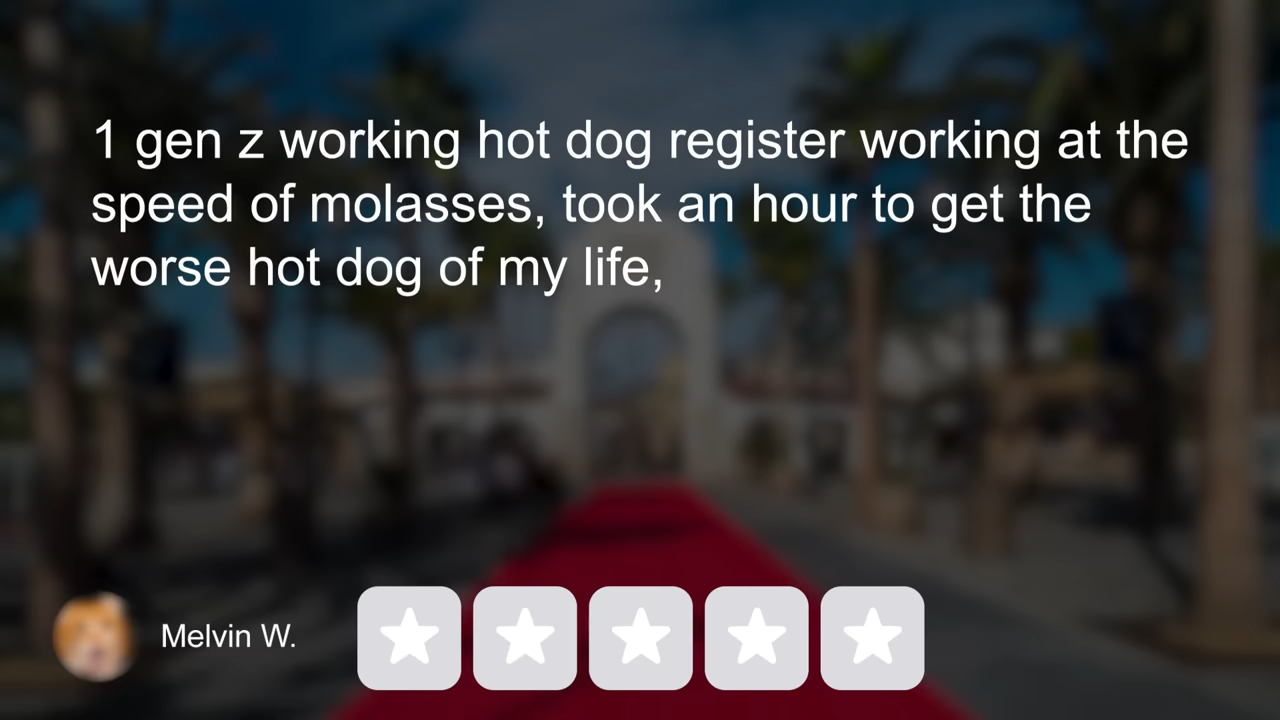 1 gen z working hot dog register working at the
speed of molasses, took an hour to get the
worse hot dog of my life,
Melvin W.